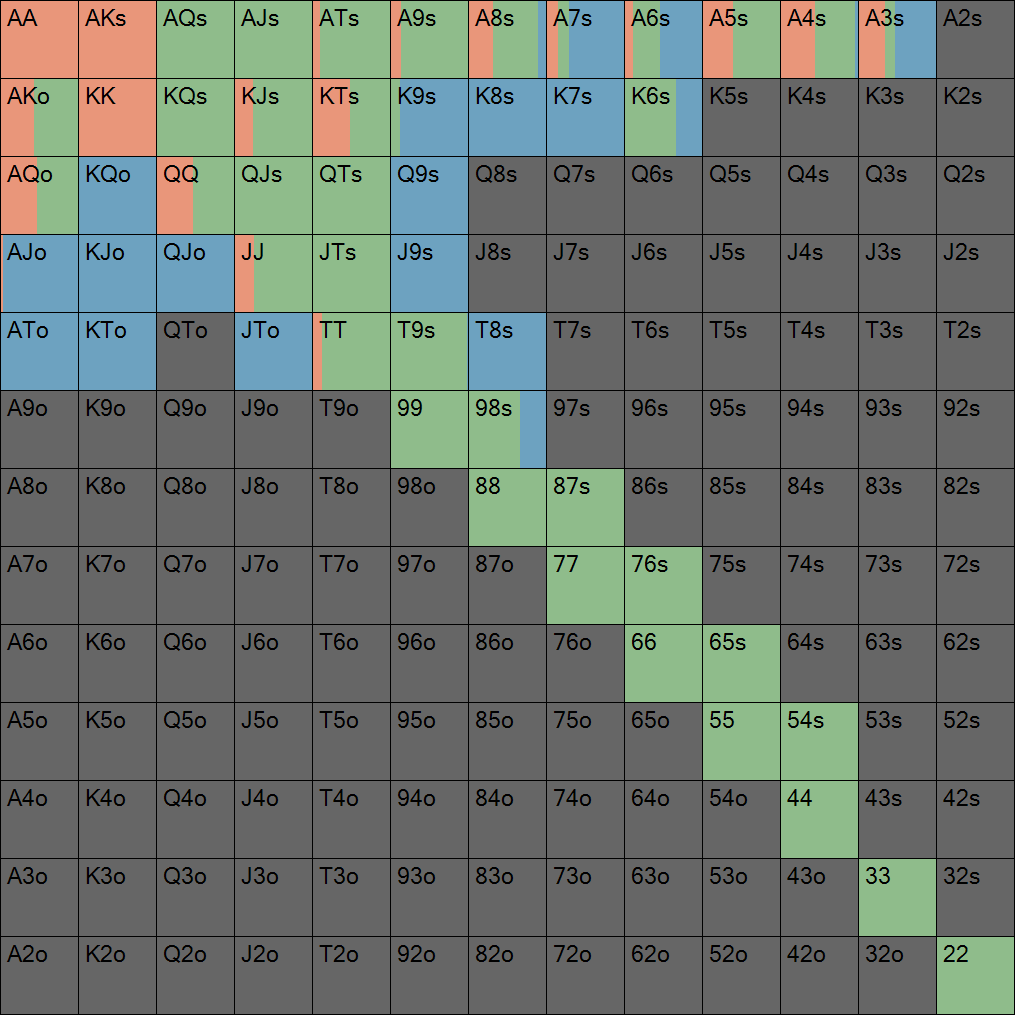 AA AKs AQs AJs ATs A9s A8s A7s A6s A5s A4s A3s A2s
AKo KK KQs KJs KTs K9s K8s K7s K6s K5s K4s K3s K2s
AQo KQo QQ QJs QTs Q9s Q8s Q7s Q6s Q5s Q4s Q3s Q2s
AJo KJo QJo JJ JTs J9s J8s J7s J6s J5s J4s J3s J2s
ATo KTo QTo JTo TT T9s T8s T7s T6s T5s T4s T3s T2s
A9o K9o Q9o J9o T9o 99 98s 97s 96s 95s 94s 93s 92s
A8o K8o Q8o J8o T8o 98o 88 87s 86s 85s 84s 83s 82s
A7o K7o Q7o J7o T7o 97o 87o 77 76s 75s 74s 73s 72s
A6o K6o Q6o J6o T6o 96o 86o 76o 66 65s 64s 63s 62s
A5o K5o Q5o J5o T5o 95o 85o 75o 65o 55 54s 53s 52s
A4o K4o Q4o J4o T4o 94o 84o 74o 64o 54o 44 43s 42s
A3o K3o Q3o J3o T3o 93o 83o 73o 63o 53o 43o 33 32s
A2o K2o Q2o J2o T2o 92o 82o 72o 62o 52o 42o 32o 22